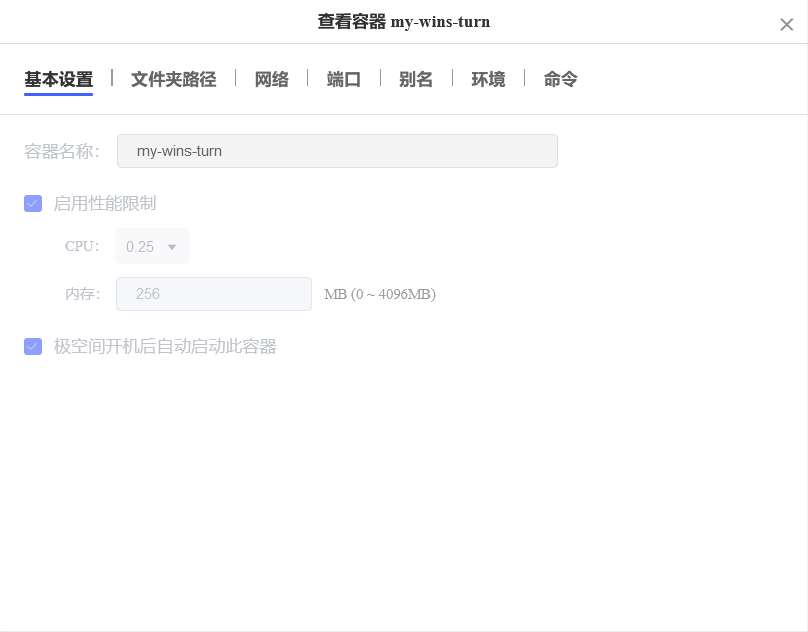 查看容器 my-wins-turn
基本设置 文件夹路径 网络 端口 别名 环境 命令
容器名称： my-wins-turn
启用性能限制
CPU： 0.25
内存： 256 MB (0 ~ 4096MB)
极空间开机后自动启动此容器